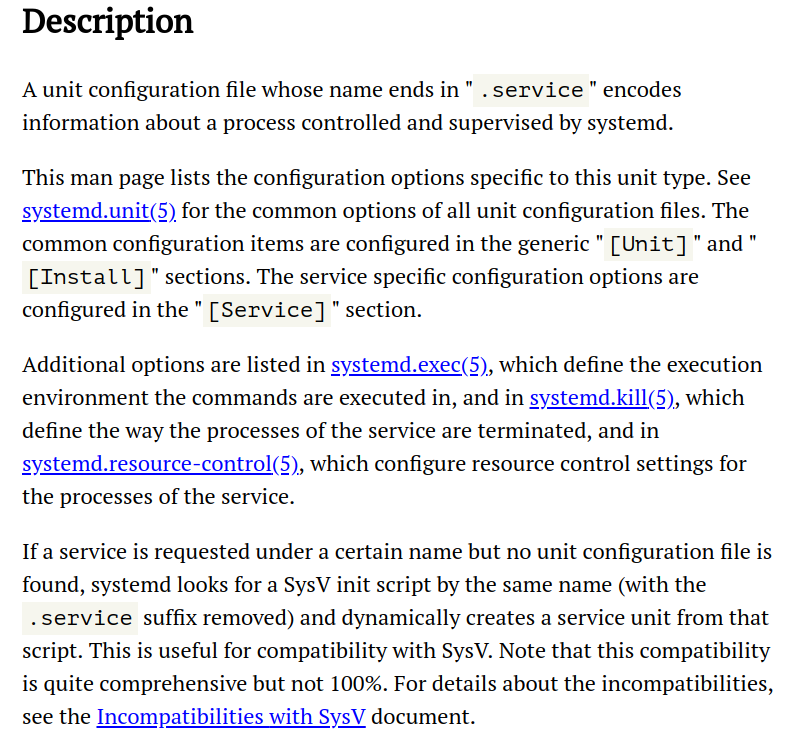 Description
A unit configuration file whose name ends in ".service" encodes
information about a process controlled and supervised by systemd.
This man page lists the configuration options specific to this unit type. See
systemd.unit(5) for the common options of all unit configuration files. The
common configuration items are configured in the generic "[Unit]" and "
[Install]" sections. The service specific configuration options are
configured in the "[Service]" section.
Additional options are listed in systemd.exec(5), which define the execution
environment the commands are executed in, and in systemd.kill(5), which
define the way the processes of the service are terminated, and in
systemd.resource-control(5), which configure resource control settings for
the processes of the service.
If a service is requested under a certain name but no unit configuration file is
found, systemd looks for a SysV init script by the same name (with the
.service suffix removed) and dynamically creates a service unit from that
script. This is useful for compatibility with SysV. Note that this compatibility
is quite comprehensive but not 100%. For details about the incompatibilities,
see the Incompatibilities with SysV document.